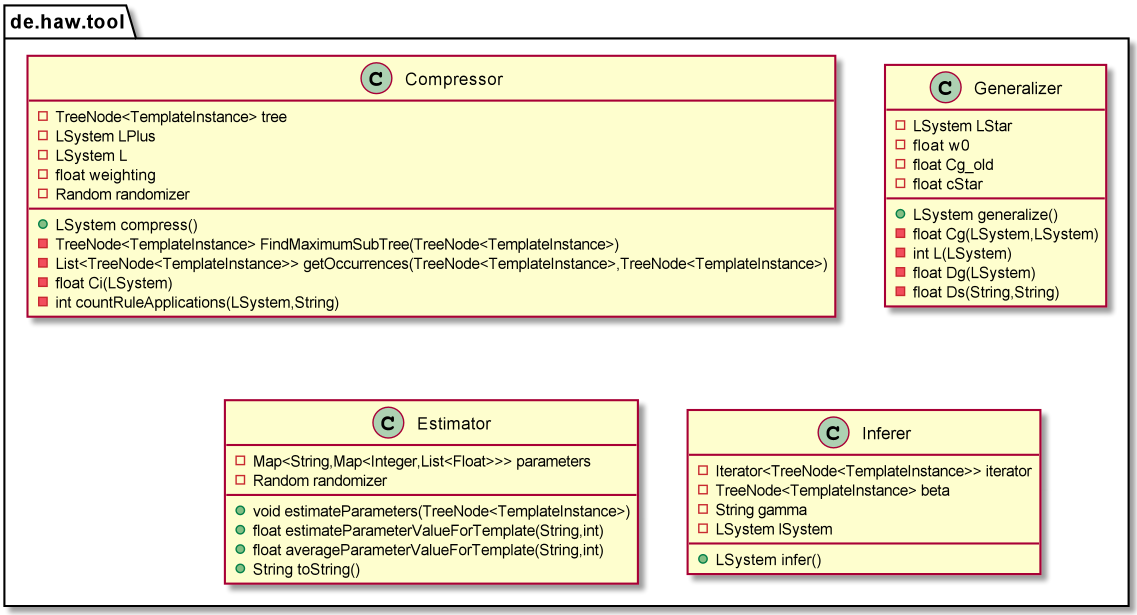 de.haw.tool
C Compressor
TreeNode<TemplateInstance> tree
LSystem LPlus
LSystem L
float weighting
Random randomizer
LSystem compress()
TreeNode<TemplateInstance> FindMaximumSubTree(TreeNode<TemplateInstance>)
List<TreeNode<TemplateInstance>> getOccurrences(TreeNode<TemplateInstance>,TreeNode<TemplateInstance>)
float Ci(LSystem)
int countRuleApplications(LSystem,String)
C Generalizer
LSystem LStar
float w0
float Cg_old
float cStar
LSystem generalize()
float Cg(LSystem,LSystem)
int L(LSystem)
float Dg(LSystem)
float Ds(String,String)
C Estimator
Map<String,Map<Integer,List<Float>>> parameters
Random randomizer
void estimateParameters(TreeNode<TemplateInstance>)
float estimateParameterValueForTemplate(String,int)
float averageParameterValueForTemplate(String,int)
String toString()
C Inferer
Iterator<TreeNode<TemplateInstance>> iterator
TreeNode<TemplateInstance> beta
String gamma
LSystem lSystem
LSystem infer()